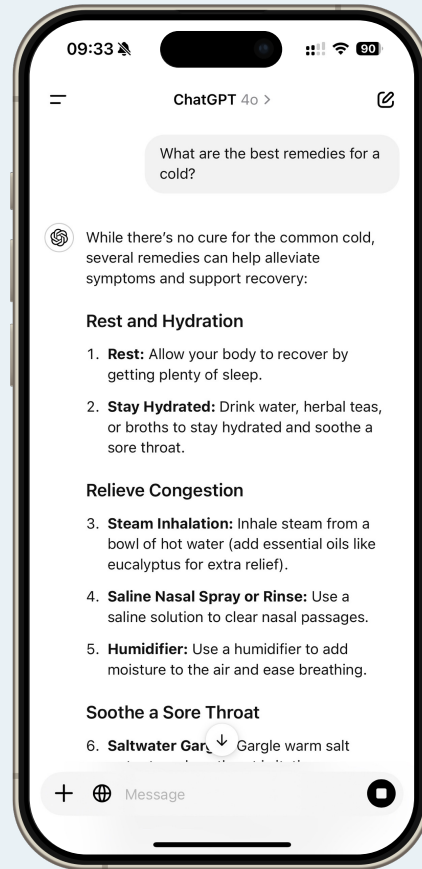 09:33
90
ChatGPT 4o >
What are the best remedies for a
cold?
While there's no cure for the common cold,
several remedies can help alleviate
symptoms and support recovery:
Rest and Hydration
1. Rest: Allow your body to recover by
getting plenty of sleep.
2. Stay Hydrated: Drink water, herbal teas,
or broths to stay hydrated and soothe a
sore throat.
Relieve Congestion
3. Steam Inhalation: Inhale steam from a
bowl of hot water (add essential oils like
eucalyptus for extra relief).
4. Saline Nasal Spray or Rinse: Use a
saline solution to clear nasal passages.
5. Humidifier: Use a humidifier to add
moisture to the air and ease breathing.
Soothe a Sore Throat
6. Saltwater Gargle warm salt
Message